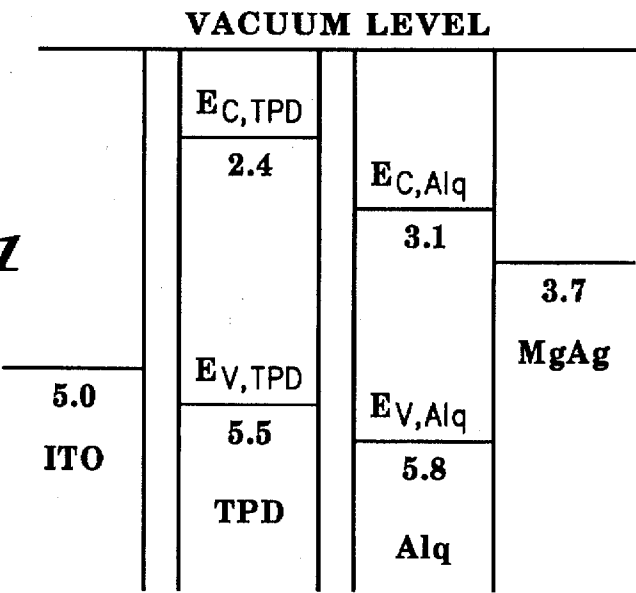 VACUUM LEVEL
E_C,TPD
2.4
E_C,Alq
3.1
3.7
MgAg
E_V,TPD
5.0
5.5
E_V,Alq
ITO
5.8
TPD
Alq